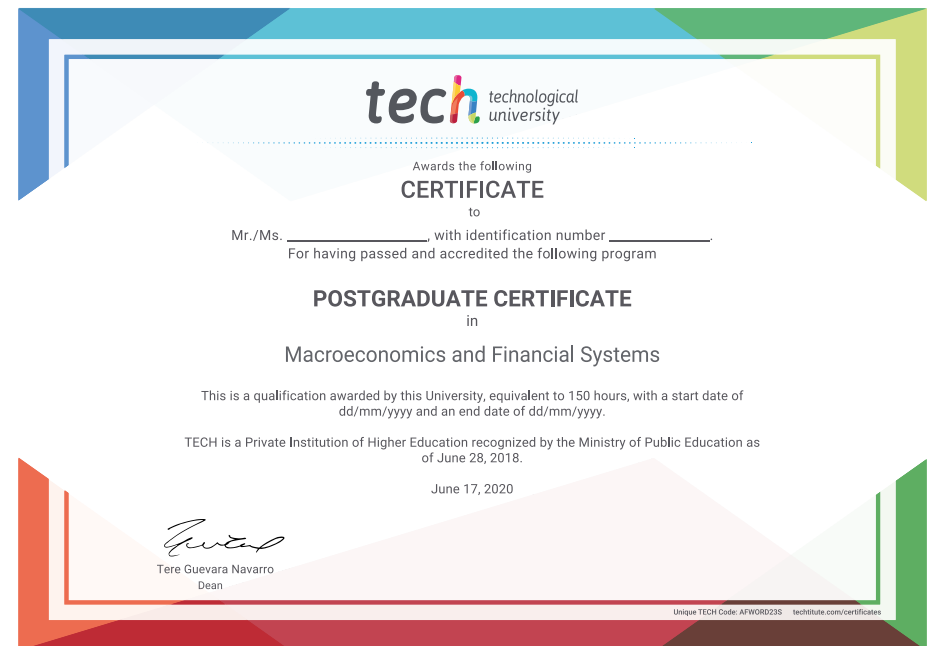 tech technological
university
Awards the following
CERTIFICATE
to
Mr./Ms. ____________, with identification number ____________.
For having passed and accredited the following program
POSTGRADUATE CERTIFICATE
in
Macroeconomics and Financial Systems
This is a qualification awarded by this University, equivalent to 150 hours, with a start date of
dd/mm/yyyy and an end date of dd/mm/yyyy.
TECH is a Private Institution of Higher Education recognized by the Ministry of Public Education as
of June 28, 2018.
June 17, 2020
Tere Guevara Navarro
Dean
Unique TECH Code: AFWORD23S techtitute.com/certificates